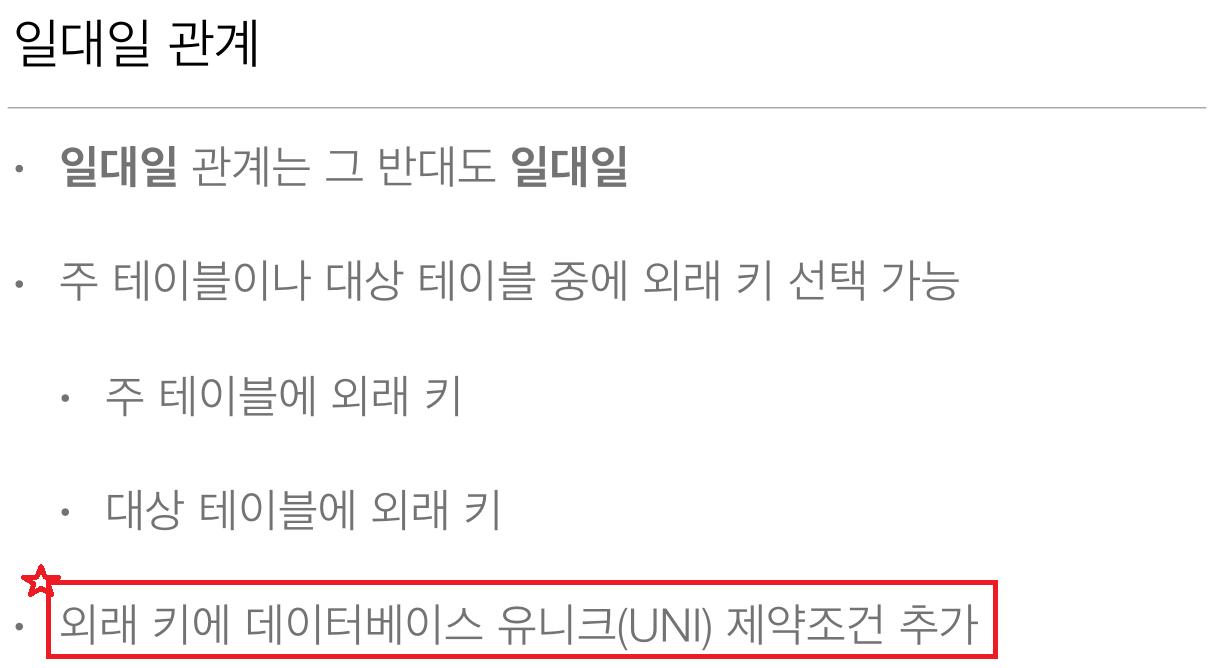 일대일 관계
• 일대일 관계는 그 반대도 일대일
• 주 테이블이나 대상 테이블 중에 외래 키 선택 가능
• 주 테이블에 외래 키
• 대상 테이블에 외래 키
• 외래 키에 데이터베이스 유니크(UNI) 제약조건 추가